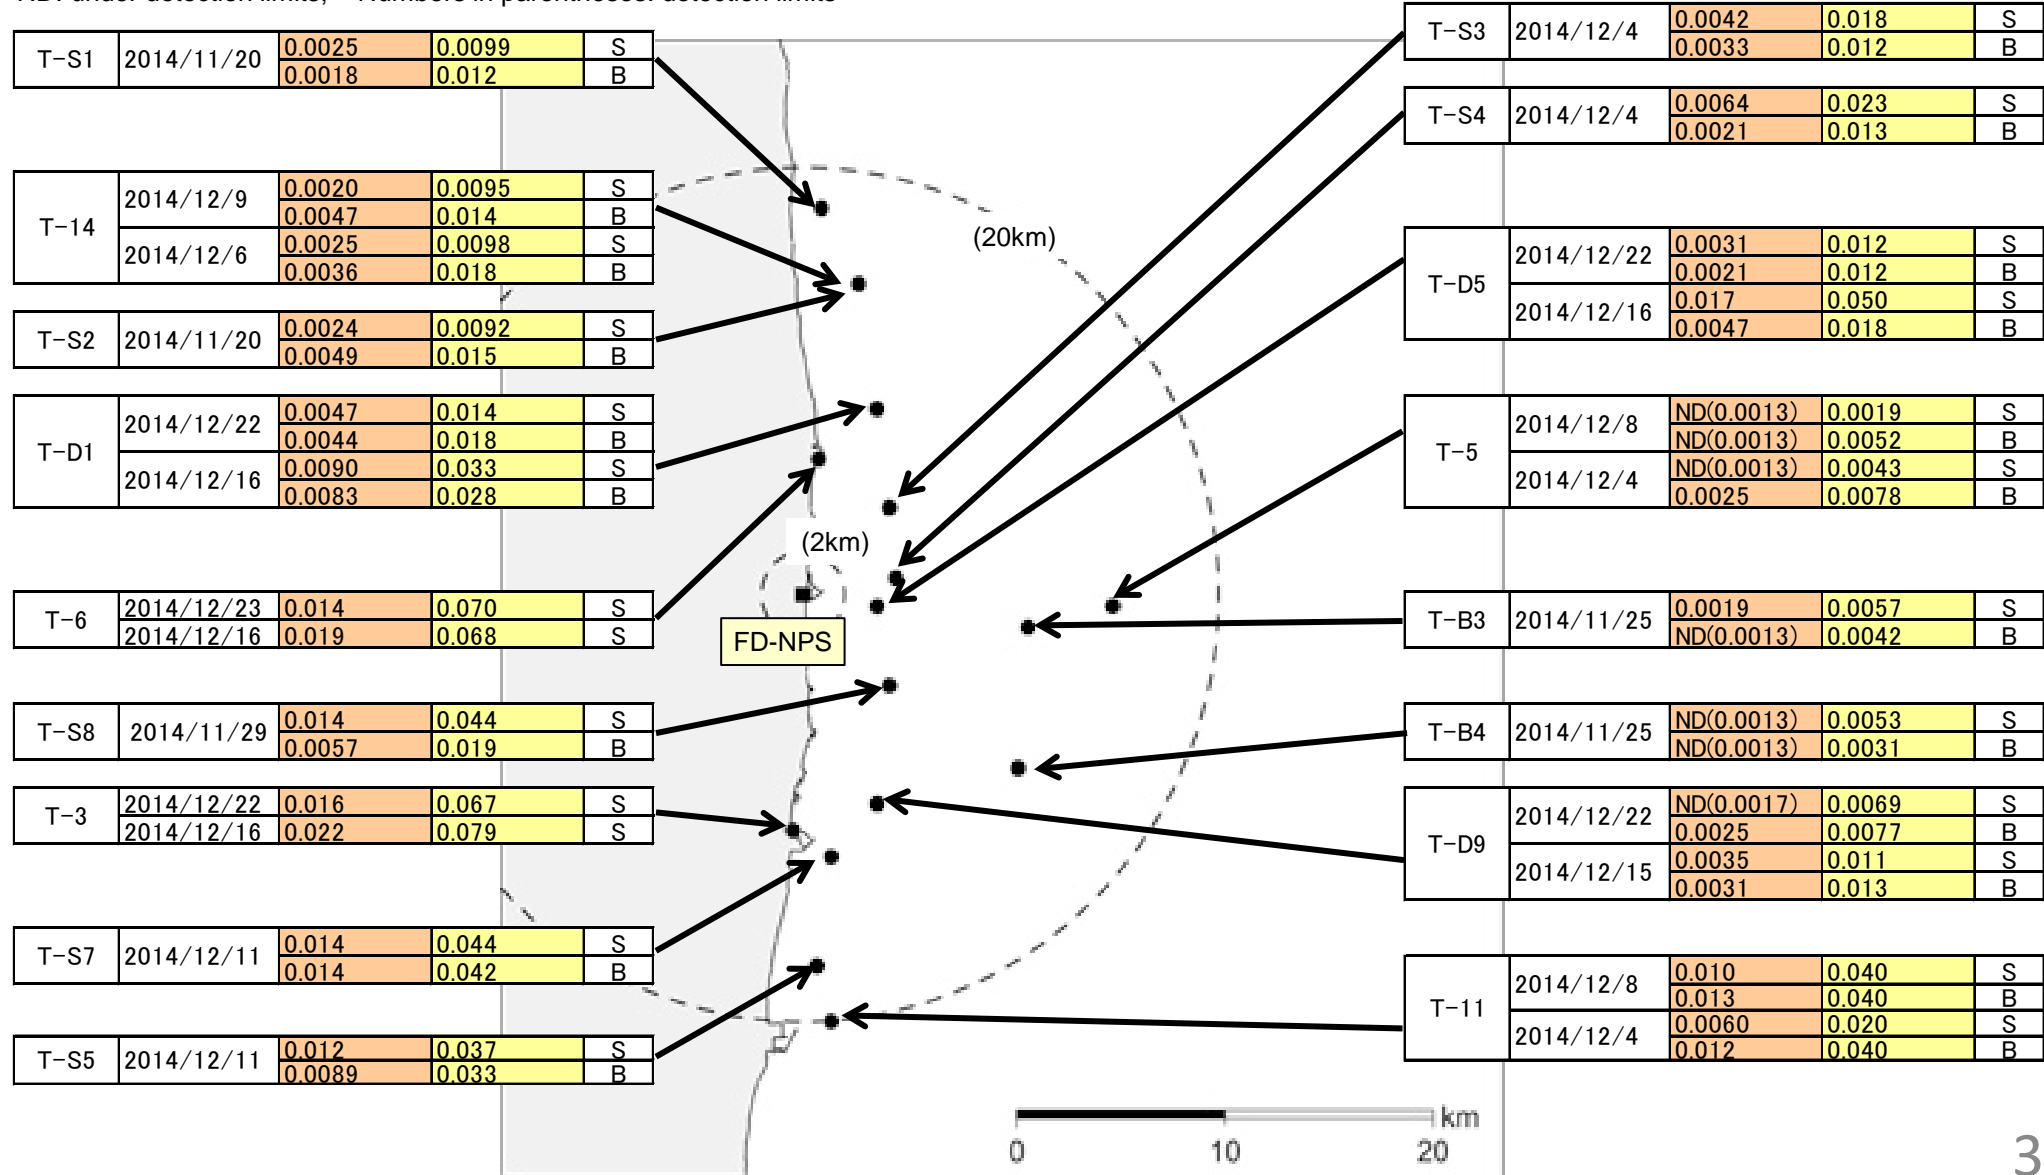 T-S1 2014/11/20 0.0025 0.0099 S
0.0018 0.012 B
T-14 2014/12/9 0.0020 0.0095 S
0.0047 0.014 B
2014/12/6 0.0025 0.0098 S
0.0036 0.018 B
T-S2 2014/11/20 0.0024 0.0092 S
0.0049 0.015 B
T-D1 2014/12/22 0.0047 0.014 S
0.0044 0.018 B
2014/12/16 0.0090 0.033 S
0.0083 0.028 B
T-6 2014/12/23 0.014 0.070 S
2014/12/16 0.019 0.068 S
T-S8 2014/11/29 0.014 0.044 S
0.0057 0.019 B
T-3 2014/12/22 0.016 0.067 S
2014/12/16 0.022 0.079 S
T-S7 2014/12/11 0.014 0.044 S
0.014 0.042 B
T-S5 2014/12/11 0.012 0.037 S
0.0089 0.033 B
(20km)
(2km)
FD-NPS
T-S3 2014/12/4 0.0042 0.018 S
0.0033 0.012 B
T-S4 2014/12/4 0.0064 0.023 S
0.0021 0.013 B
T-D5 2014/12/22 0.0031 0.012 S
0.0021 0.012 B
2014/12/16 0.017 0.050 S
0.0047 0.018 B
T-5 2014/12/8 ND(0.0013) 0.0019 S
ND(0.0013) 0.0052 B
2014/12/4 ND(0.0013) 0.0043 S
0.0025 0.0078 B
T-B3 2014/11/25 0.0019 0.0057 S
ND(0.0013) 0.0042 B
T-B4 2014/11/25 ND(0.0013) 0.0053 S
ND(0.0013) 0.0031 B
T-D9 2014/12/22 ND(0.0017) 0.0069 S
0.0025 0.0077 B
2014/12/15 0.0035 0.011 S
0.0031 0.013 B
T-11 2014/12/8 0.010 0.040 S
0.013 0.040 B
2014/12/4 0.0060 0.020 S
0.012 0.040 B
km
0 10 20
3